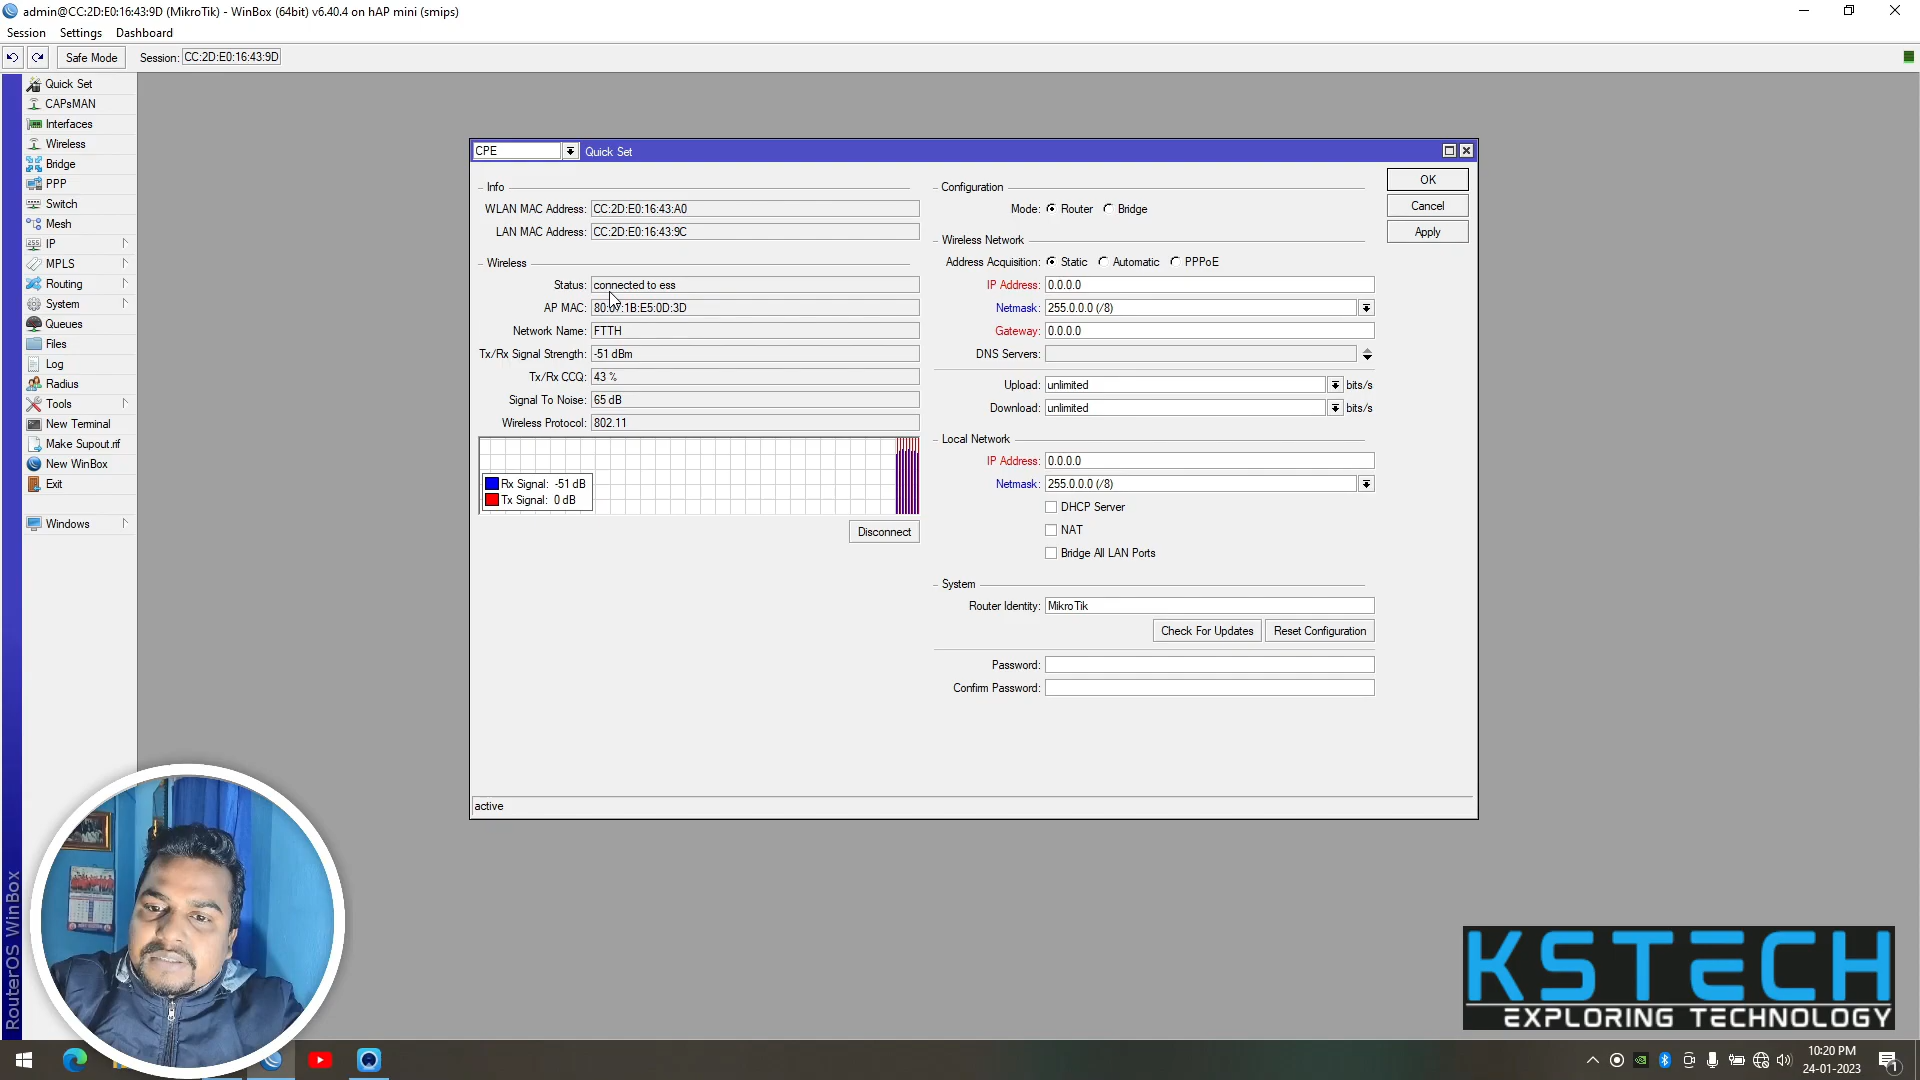 admin@CC:2D:E0:16:43:9D (MikroTik) - WinBox (64bit) v6.40.4 on hAP mini (smips)
Session Settings Dashboard
Safe Mode Session: CC:2D:E0:16:43:9D
Quick Set
CAPsMAN
Interfaces
Wireless
Bridge
PPP
Switch
Mesh
IP
MPLS
Routing
System
Queues
Files
Log
Radius
Tools
New Terminal
Make Supout.rif
New WinBox
Exit
Windows
RouterOS WinBox
CPE Quick Set
Info
WLAN MAC Address: CC:2D:E0:16:43:A0
LAN MAC Address: CC:2D:E0:16:43:9C
Wireless
Status: connected to ess
AP MAC: 1B:E5:0D:3D
Network Name: FTTH
Tx/Rx Signal Strength: -51 dBm
Tx/Rx CCQ: 43 %
Signal To Noise: 65 dB
Wireless Protocol: 802.11
Rx Signal: -51 dB
Tx Signal: 0 dB
Disconnect
Configuration
Mode: Router Bridge
Wireless Network
Address Acquisition: Static Automatic PPPoE
IP Address: 0.0.0.0
Netmask: 255.0.0.0 (/8)
Gateway: 0.0.0.0
DNS Servers:
Upload: unlimited bits/s
Download: unlimited bits/s
Local Network
IP Address: 0.0.0.0
Netmask: 255.0.0.0 (/8)
DHCP Server
NAT
Bridge All LAN Ports
System
Router Identity: MikroTik
Check For Updates Reset Configuration
Password:
Confirm Password:
OK
Cancel
Apply
active
KSTECH
EXPLORING TECHNOLOGY
10:20 PM
24-01-2023
1